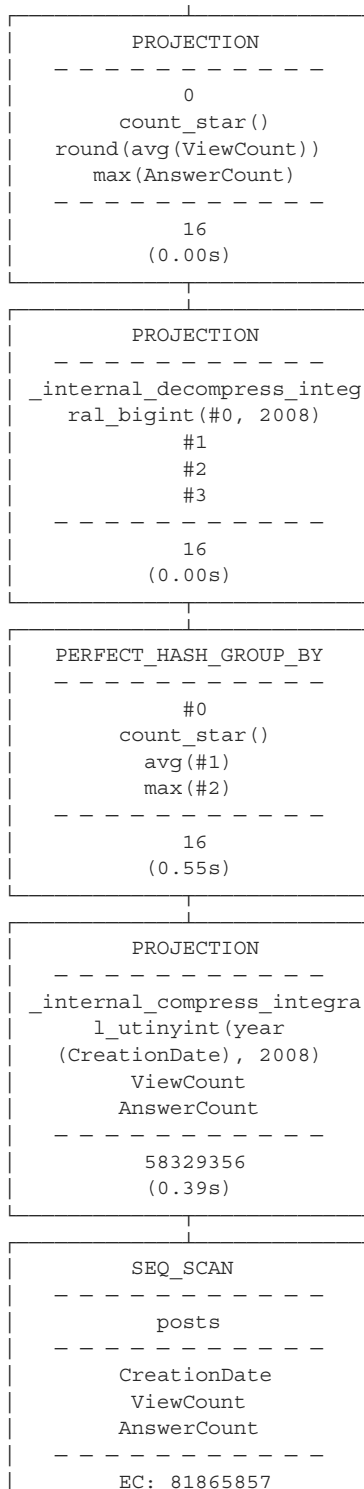 PROJECTION
0
count_star()
round(avg(ViewCount))
max(AnswerCount)
16
(0.00s)
PROJECTION
_internal_decompress_integ
ral_bigint(#0, 2008)
#1
#2
#3
16
(0.00s)
PERFECT_HASH_GROUP_BY
#0
count_star()
avg(#1)
max(#2)
16
(0.55s)
PROJECTION
_internal_compress_integra
l_utinyint(year
(CreationDate), 2008)
ViewCount
AnswerCount
58329356
(0.39s)
SEQ_SCAN
posts
CreationDate
ViewCount
AnswerCount
EC: 81865857